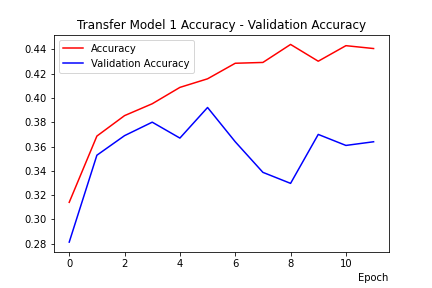 Transfer Model 1 Accuracy - Validation Accuracy
Accuracy
Validation Accuracy
0.44
0.42
0.40
0.38
0.36
0.34
0.32
0.30
0.28
0 2 4 6 8 10
Epoch